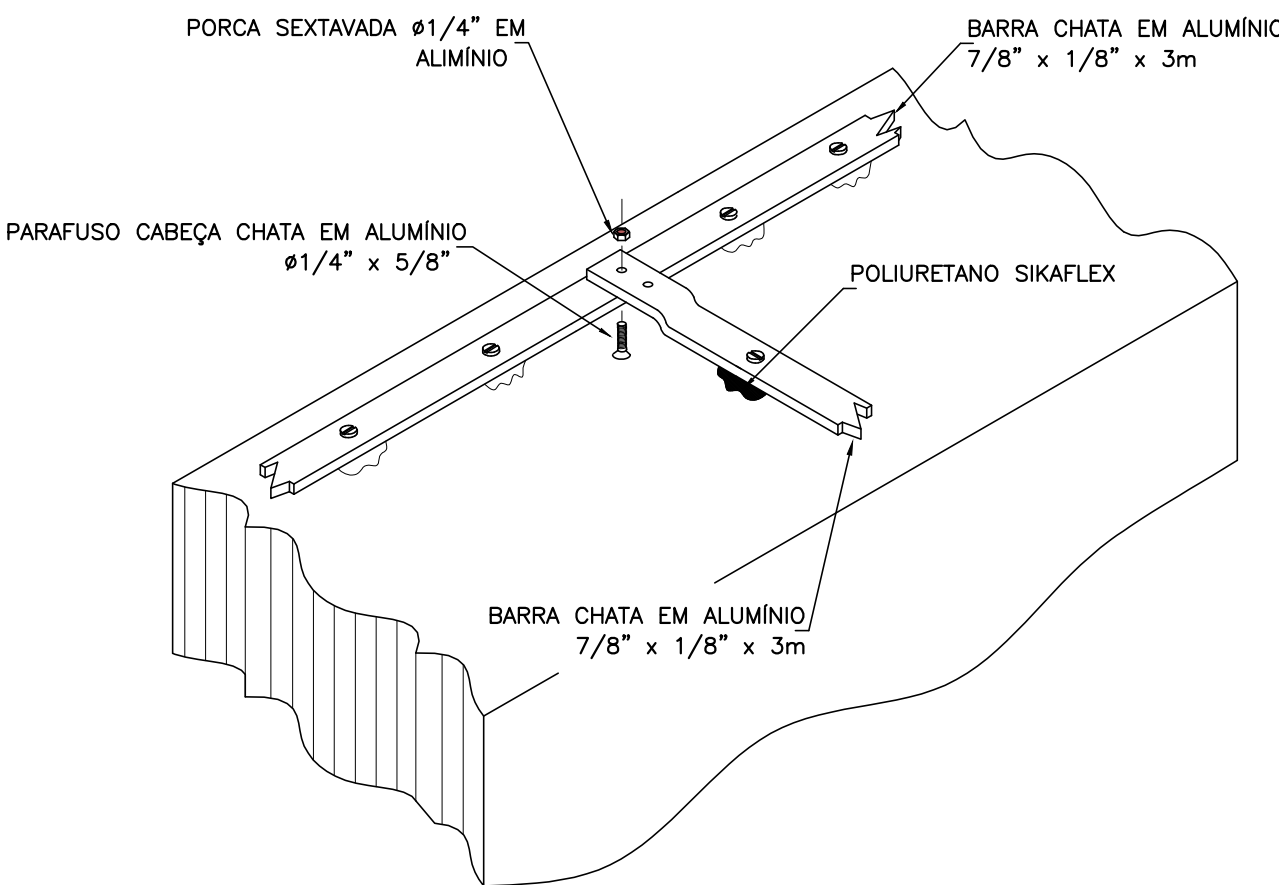 PORCA SEXTAVADA ø1/4" EM
ALIMÍNIO
BARRA CHATA EM ALUMÍNIO
7/8" x 1/8" x 3m
PARAFUSO CABEÇA CHATA EM ALUMÍNIO
ø1/4" x 5/8"
POLIURETANO SIKAFLEX
BARRA CHATA EM ALUMÍNIO
7/8" x 1/8" x 3m